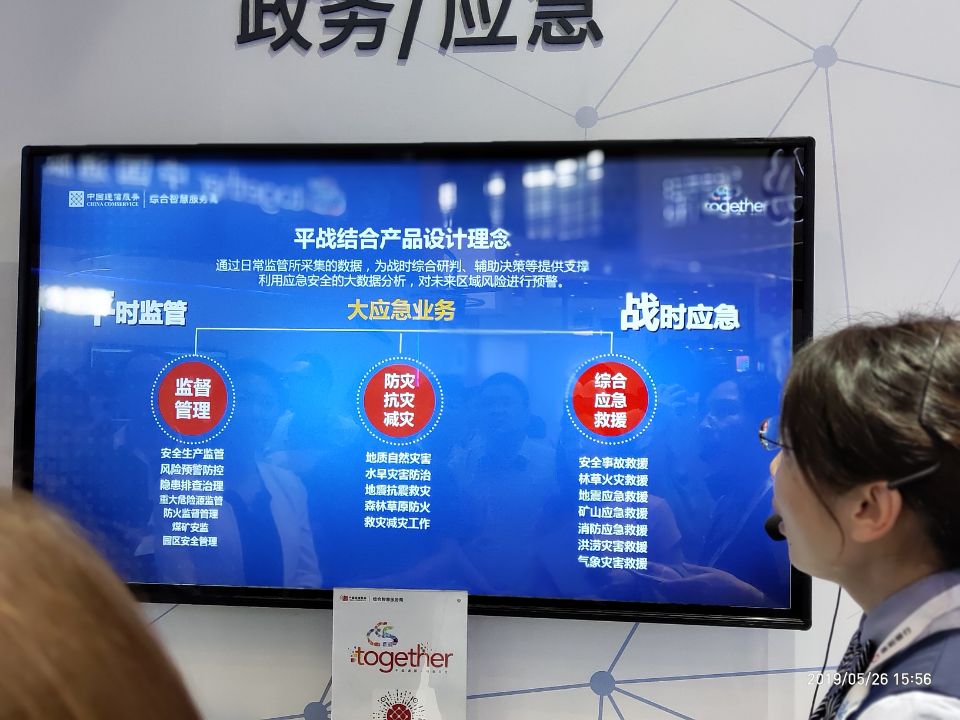 政务/应急
中国通信服务
CHINA COMSERVICE
综合智慧服务商
together
平战结合产品设计理念
通过日常监管所采集的数据，为战时综合研判、辅助决策等提供支撑
利用应急安全的大数据分析，对未来区域风险进行预警。
平时监管
大应急业务
战时应急
监督
管理
防灾
抗灾
减灾
综合
应急
救援
安全生产监管
风险预警防控
隐患排查治理
重大危险源监管
防火监督管理
煤矿安监
园区安全管理
地质自然灾害
水旱灾害防治
地震抗震救灾
森林草原防火
救灾减灾工作
安全事故救援
林草火灾救援
地震应急救援
矿山应急救援
消防应急救援
洪涝灾害救援
气象灾害救援
中国通信服务
综合智慧服务商
together
2019/05/26 15:56